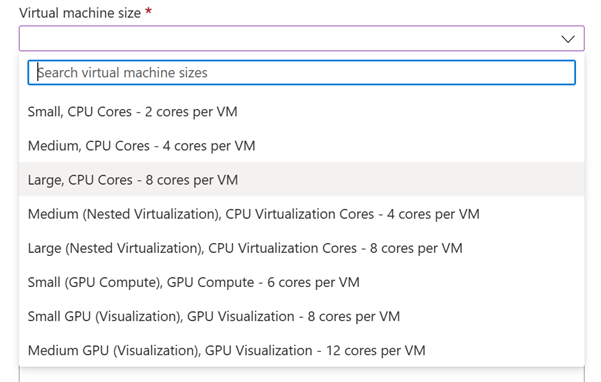 Virtual machine size *
Search virtual machine sizes
Small, CPU Cores - 2 cores per VM
Medium, CPU Cores - 4 cores per VM
Large, CPU Cores - 8 cores per VM
Medium (Nested Virtualization), CPU Virtualization Cores - 4 cores per VM
Large (Nested Virtualization), CPU Virtualization Cores - 8 cores per VM
Small (GPU Compute), GPU Compute - 6 cores per VM
Small GPU (Visualization), GPU Visualization - 8 cores per VM
Medium GPU (Visualization), GPU Visualization - 12 cores per VM